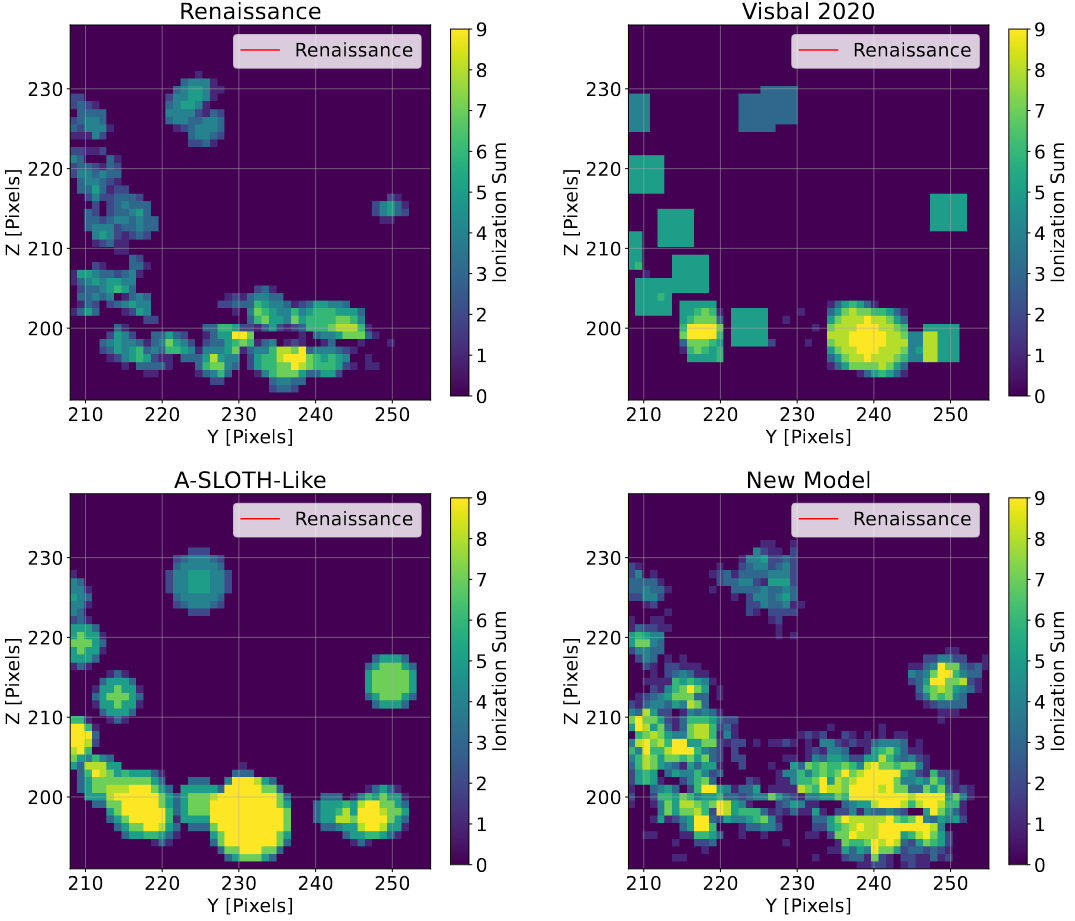 Renaissance
Renaissance
Z [Pixels]
230
220
210
200
210 220 230 240 250
Y [Pixels]
9
8
7
6
5
4
3
2
1
0
Ionization Sum
Visbal 2020
Renaissance
Z [Pixels]
230
220
210
200
210 220 230 240 250
Y [Pixels]
9
8
7
6
5
4
3
2
1
0
Ionization Sum
A-SLOTH-Like
Renaissance
Z [Pixels]
230
220
210
200
210 220 230 240 250
Y [Pixels]
9
8
7
6
5
4
3
2
1
0
Ionization Sum
New Model
Renaissance
Z [Pixels]
230
220
210
200
210 220 230 240 250
Y [Pixels]
9
8
7
6
5
4
3
2
1
0
Ionization Sum